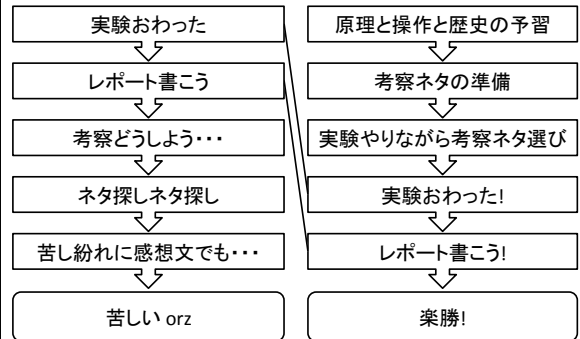 実験おわった
レポート書こう
考察どうしよう・・・
ネタ探しネタ探し
苦し紛れに感想文でも・・・
苦しい orz
原理と操作と歴史の予習
考察ネタの準備
実験やりながら考察ネタ選び
実験おわった!
レポート書こう!
楽勝!